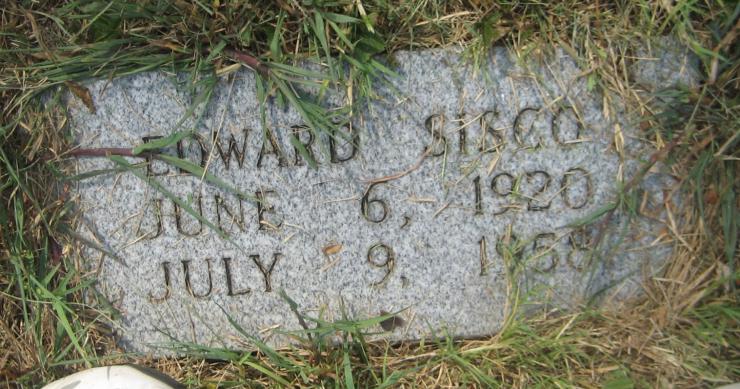 EDWARD SISCO
JUNE 6, 1920
JULY 9, 1968